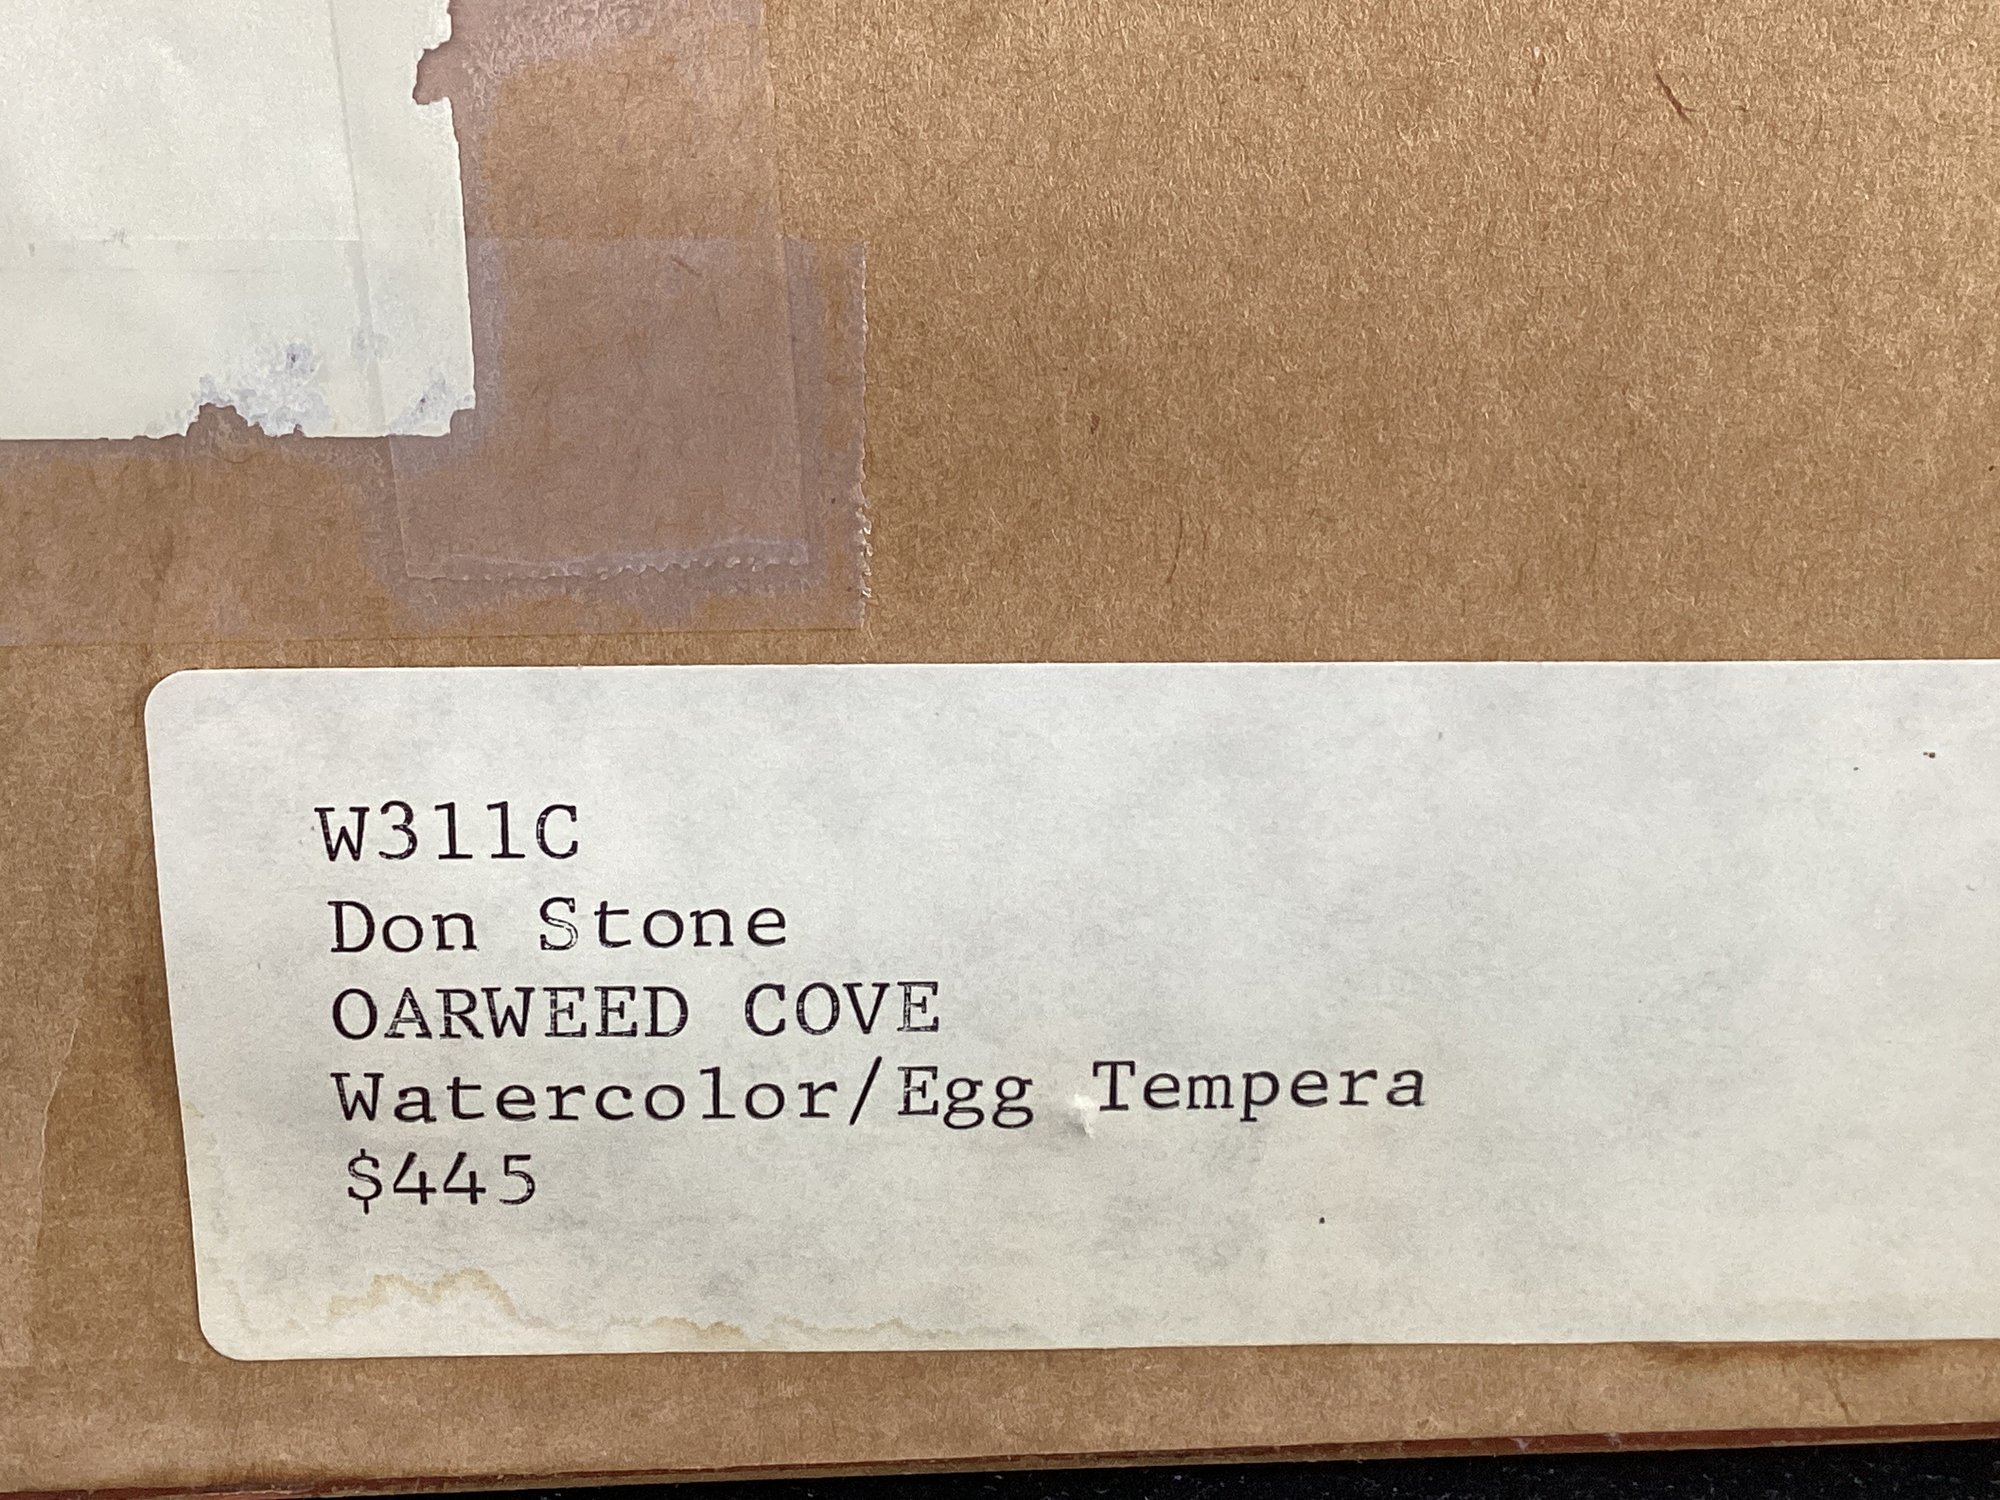 W311C
Don Stone
OARWEED COVE
Watercolor/Egg Tempera
$445